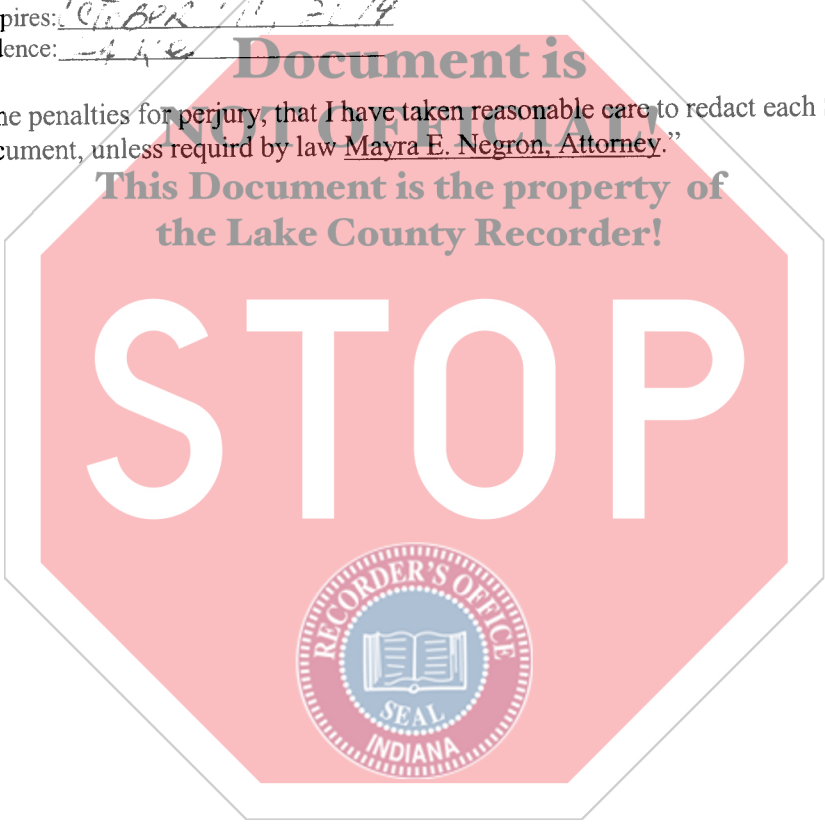 pires: OCTOBER
lence:
Document is
ne penalties for perjury, that I have taken reasonable care to redact each
NOT OFFICIAL!
cument, unless requird by law Mayra E. Negron, Attorney.”
This Document is the property of
the Lake County Recorder!
STOP
RECORDER'S OFFICE
SEAL
INDIANA